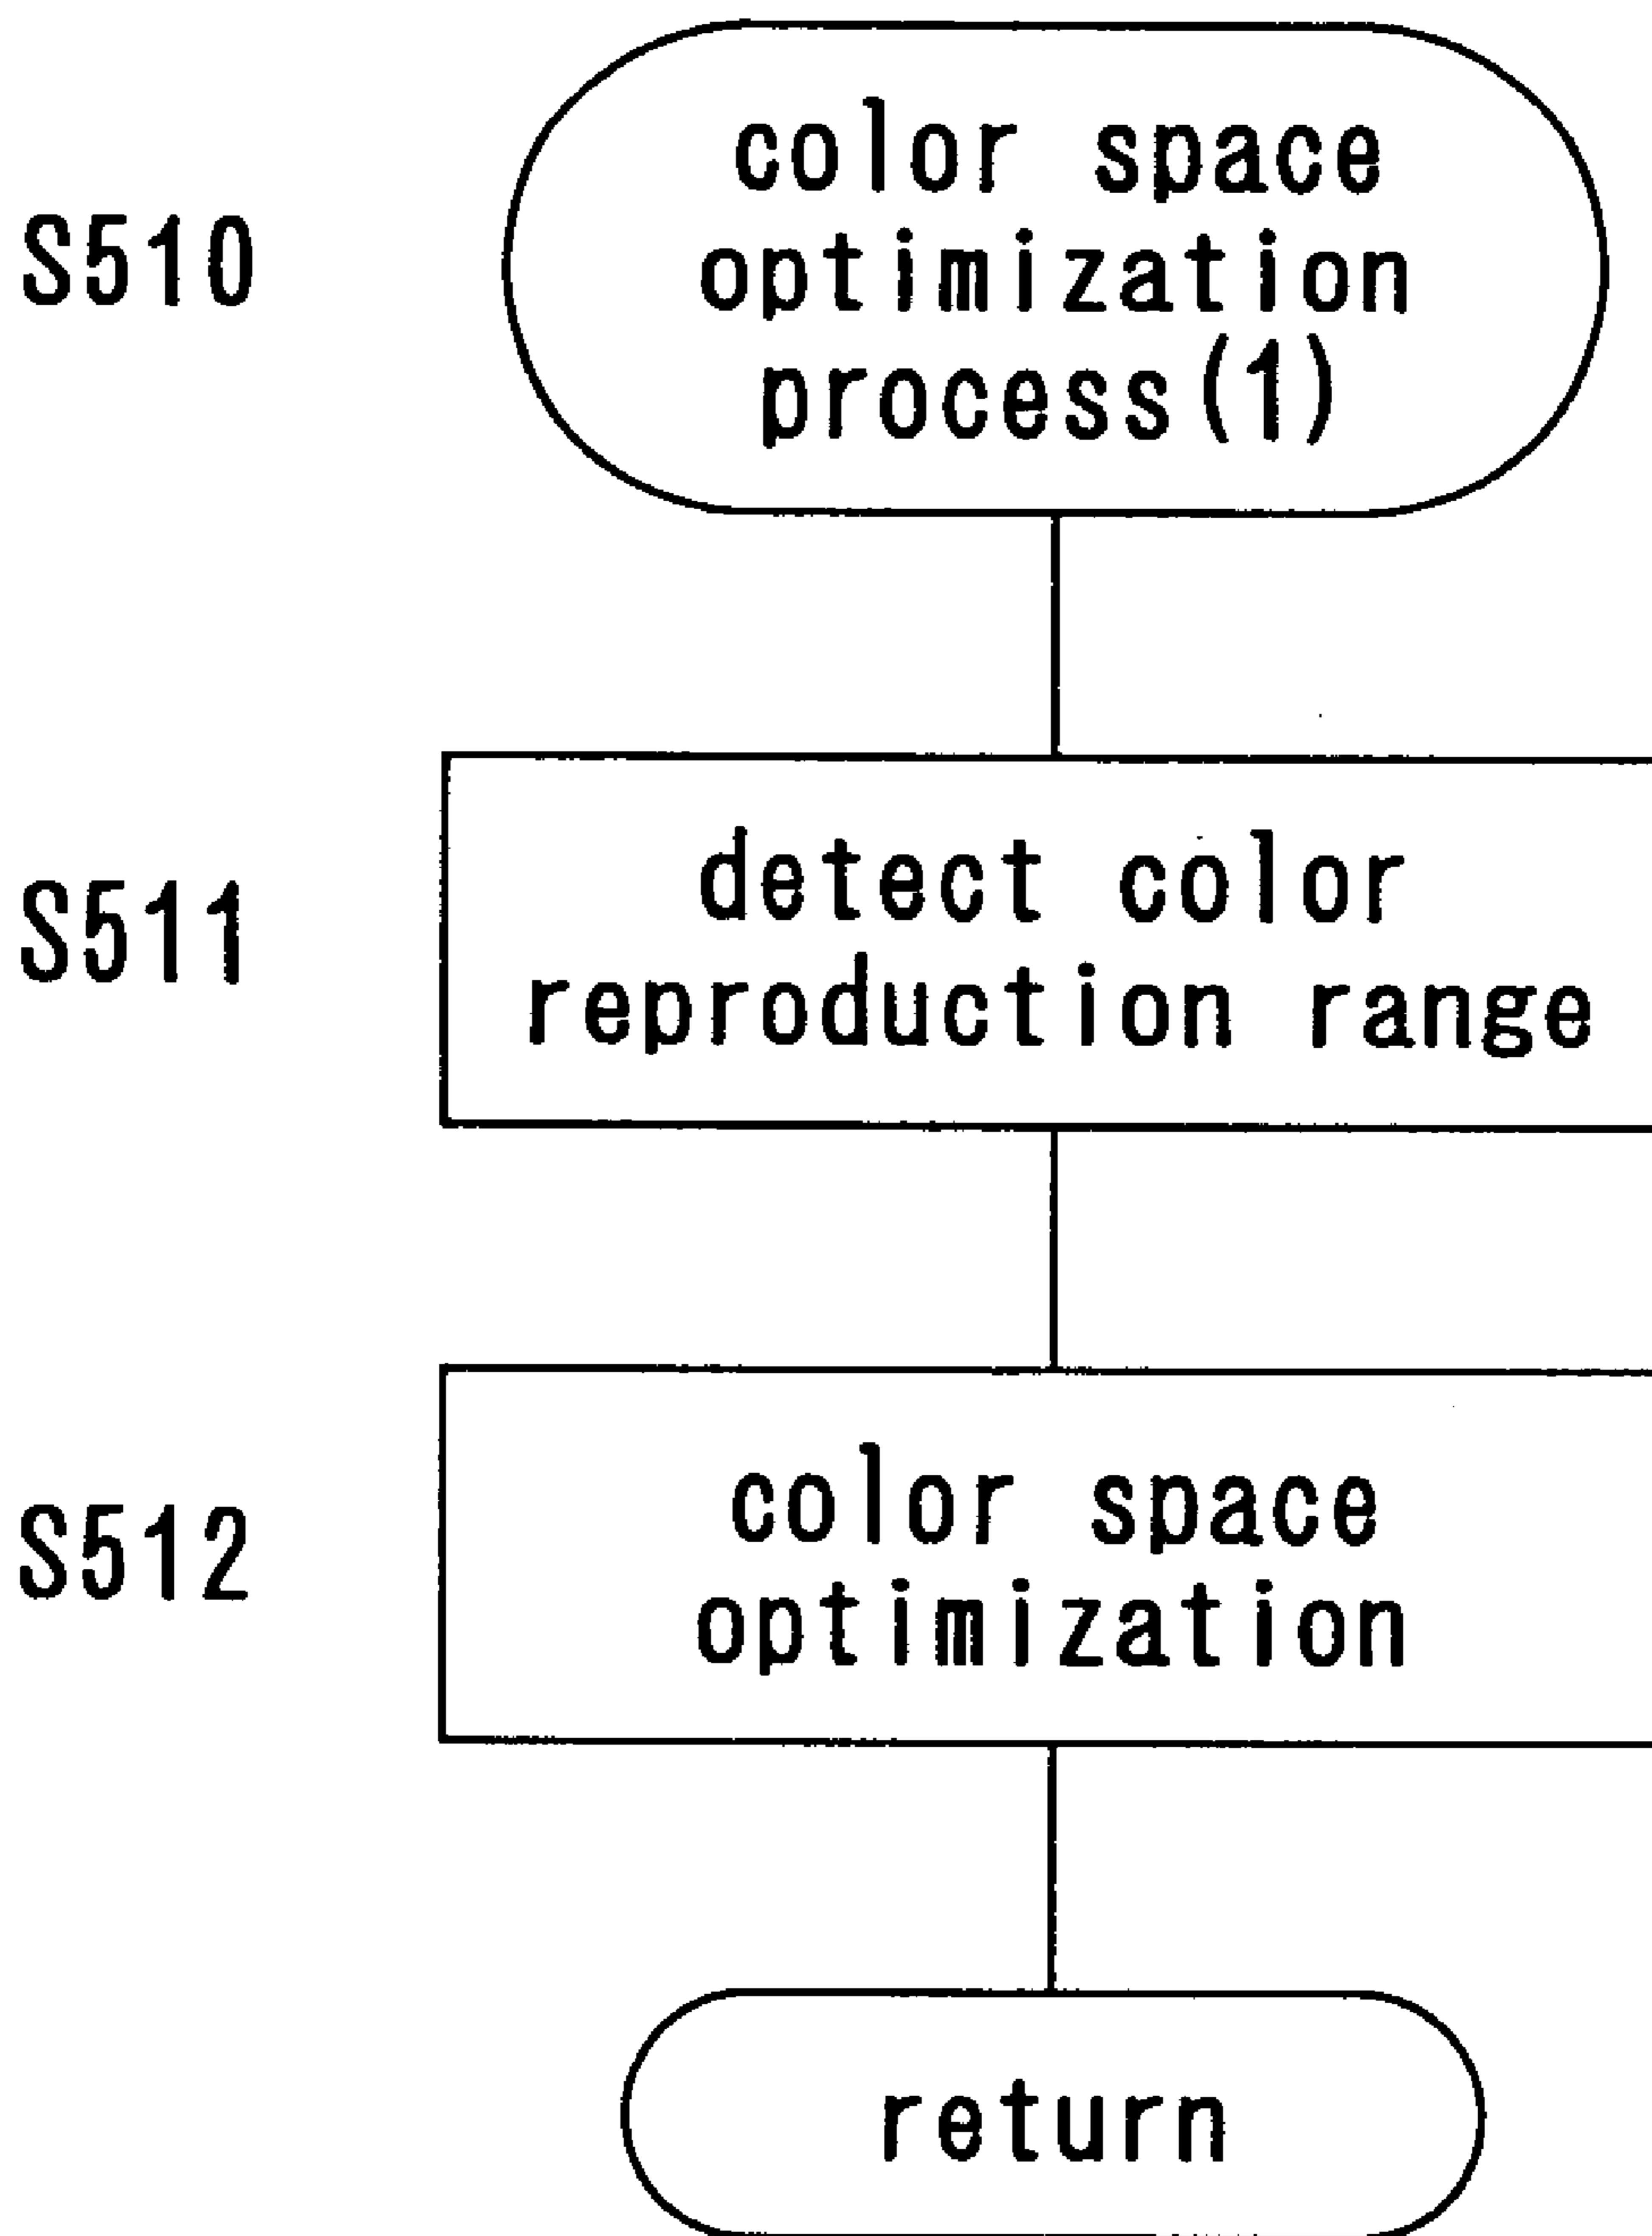 S510
color space
optimization
process(1)
S511
detect color
reproduction range
S512
color space
optimization
return